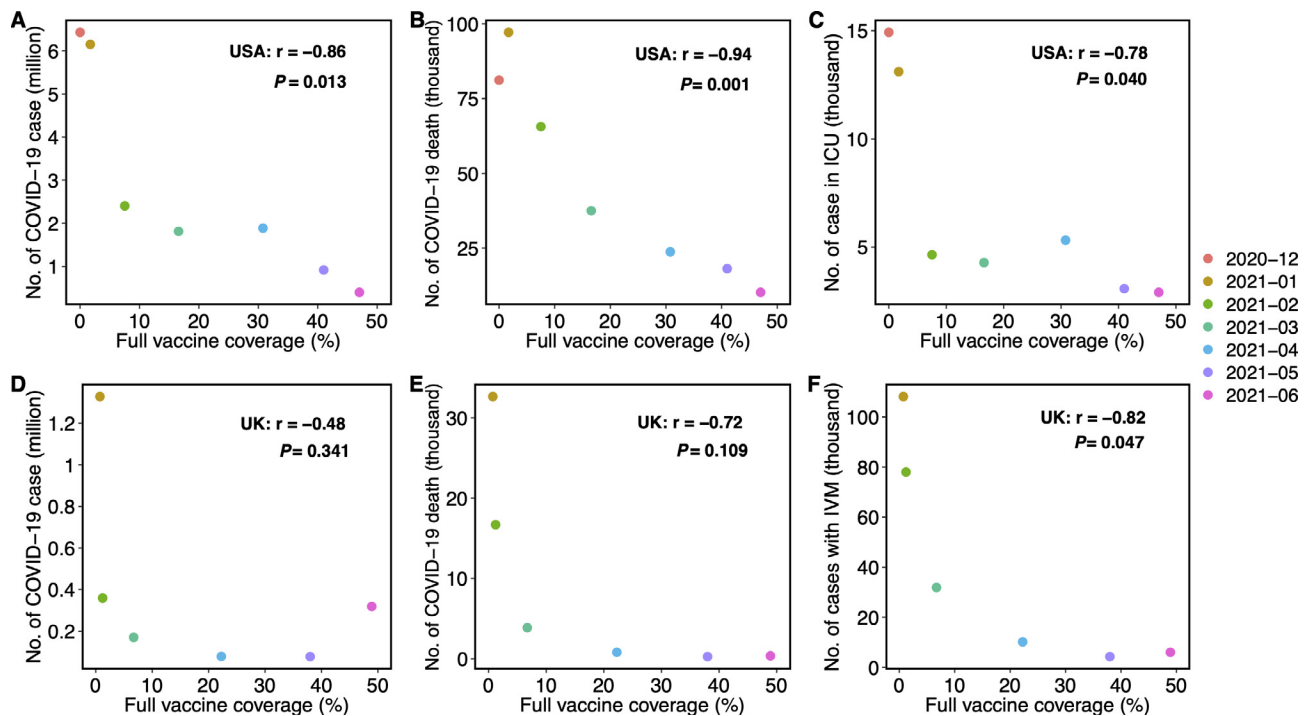 A
No. of COVID−19 case (million)
6
5
4
3
2
1
USA: r = −0.86
P = 0.013
0 10 20 30 40 50
Full vaccine coverage (%)
B
No. of COVID−19 death (thousand)
100
75
50
25
USA: r = −0.94
P = 0.001
0 10 20 30 40 50
Full vaccine coverage (%)
C
No. of case in ICU (thousand)
15
10
5
USA: r = −0.78
P = 0.040
0 10 20 30 40 50
Full vaccine coverage (%)
2020−12
2021−01
2021−02
2021−03
2021−04
2021−05
2021−06
D
No. of COVID−19 case (million)
1.2
1
0.8
0.6
0.4
0.2
UK: r = −0.48
P = 0.341
0 10 20 30 40 50
Full vaccine coverage (%)
E
No. of COVID−19 death (thousand)
30
20
10
0
UK: r = −0.72
P = 0.109
0 10 20 30 40 50
Full vaccine coverage (%)
F
No. of cases with IVM (thousand)
100
80
60
40
20
0
UK: r = −0.82
P = 0.047
0 10 20 30 40 50
Full vaccine coverage (%)